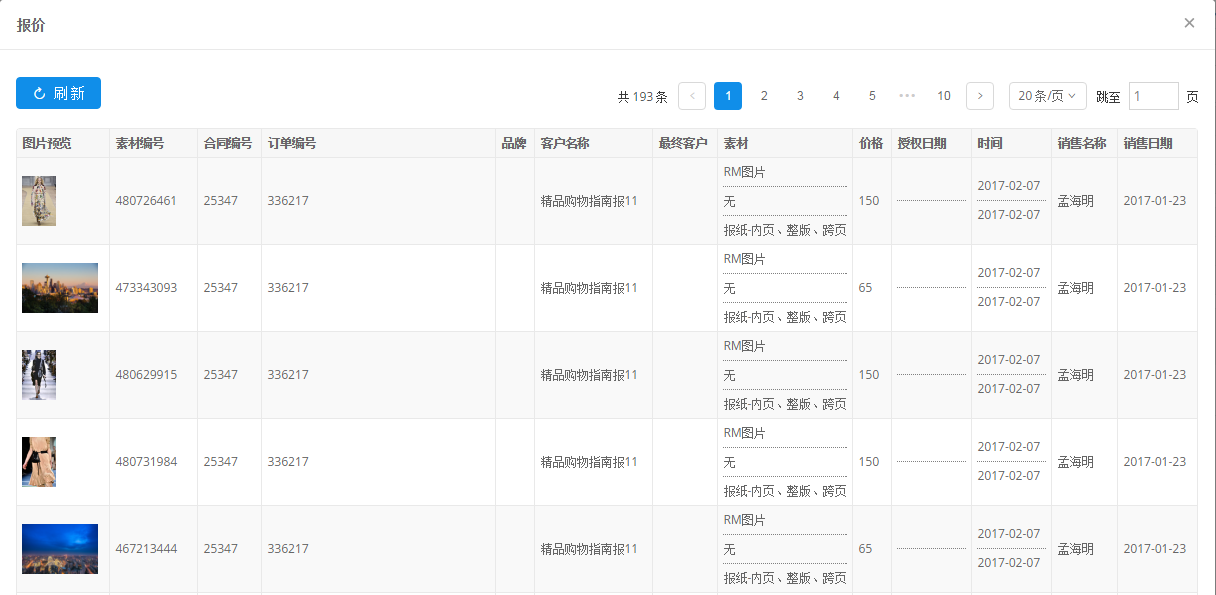 报价
刷新
共 193 条 1 2 3 4 5 ••• 10 20 条/页 跳至 1 页
图片预览 素材编号 合同编号 订单编号 品牌 客户名称 最终客户 素材 价格 授权日期 时间 销售名称 销售日期
RM图片
2017-02-07
480726461 25347 336217 精品购物指南报11 无 150 孟海明 2017-01-23
2017-02-07
报纸-内页、整版、跨页
RM图片
2017-02-07
473343093 25347 336217 精品购物指南报11 无 65 孟海明 2017-01-23
2017-02-07
报纸-内页、整版、跨页
RM图片
2017-02-07
480629915 25347 336217 精品购物指南报11 无 150 孟海明 2017-01-23
2017-02-07
报纸-内页、整版、跨页
RM图片
2017-02-07
480731984 25347 336217 精品购物指南报11 无 150 孟海明 2017-01-23
2017-02-07
报纸-内页、整版、跨页
RM图片
2017-02-07
467213444 25347 336217 精品购物指南报11 无 65 孟海明 2017-01-23
2017-02-07
报纸-内页、整版、跨页